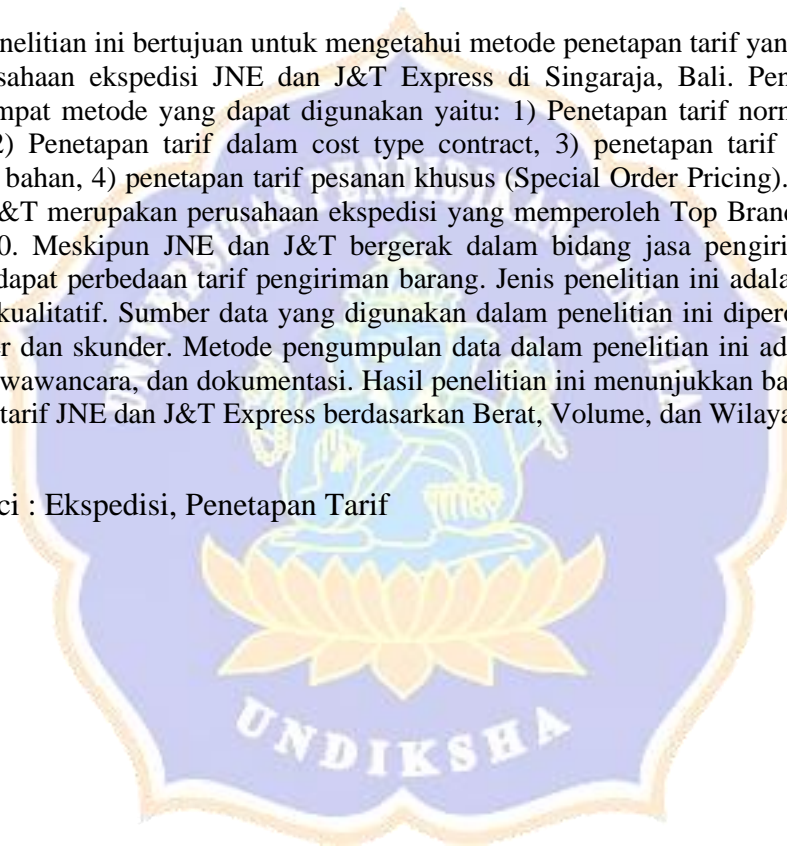 nelitian ini bertujuan untuk mengetahui metode penetapan tarif yan
sahaan ekspedisi JNE dan J&T Express di Singaraja, Bali. Pen
mpat metode yang dapat digunakan yaitu: 1) Penetapan tarif norm
2) Penetapan tarif dalam cost type contract, 3) penetapan tarif
bahan, 4) penetapan tarif pesanan khusus (Special Order Pricing).
&T merupakan perusahaan ekspedisi yang memperoleh Top Brand
0. Meskipun JNE dan J&T bergerak dalam bidang jasa pengiri
dapat perbedaan tarif pengiriman barang. Jenis penelitian ini adala
kualitatif. Sumber data yang digunakan dalam penelitian ini dipero
er dan skunder. Metode pengumpulan data dalam penelitian ini ad
wawancara, dan dokumentasi. Hasil penelitian ini menunjukkan ba
tarif JNE dan J&T Express berdasarkan Berat, Volume, dan Wilaya
ci : Ekspedisi, Penetapan Tarif
UNIVERSITAS PENDIDIKAN GANESHA
UNDIKSHA